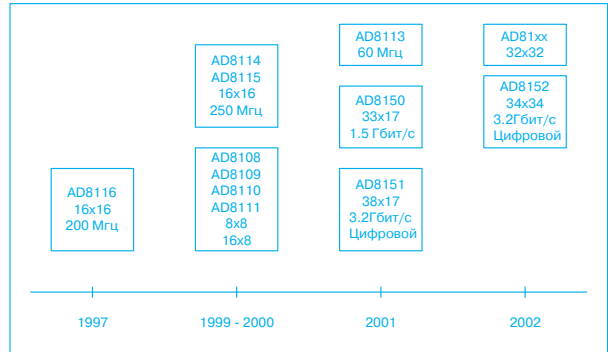 AD8116
16x16
200 Мгц
AD8114
AD8115
16x16
250 Мгц
AD8108
AD8109
AD8110
AD8111
8x8
16x8
AD8113
60 Мгц
AD8150
33x17
1.5 Гбит/с
AD8151
38x17
3.2Гбит/с
Цифровой
AD81xx
32x32
AD8152
34x34
3.2Гбит/с
Цифровой
1997
1999 - 2000
2001
2002